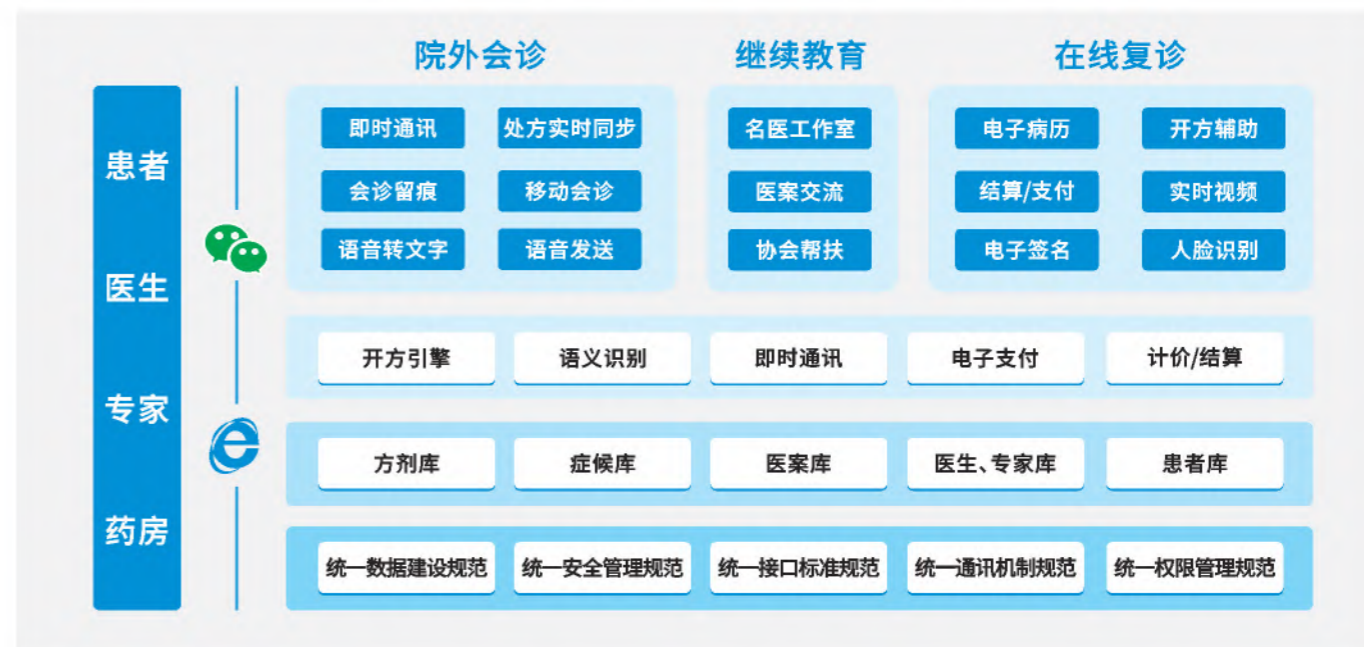 院外会诊 继续教育 在线复诊
患者
医生
专家
药房
即时通讯 处方实时同步
会诊留痕 移动会诊
语音转文字 语音发送
名医工作室
医案交流
协会帮扶
电子病历 开方辅助
结算/支付 实时视频
电子签名 人脸识别
开方引擎 语义识别 即时通讯 电子支付 计价/结算
方剂库 症候库 医案库 医生、专家库 患者库
统一数据建设规范 统一安全管理规范 统一接口标准规范 统一通讯机制规范 统一权限管理规范